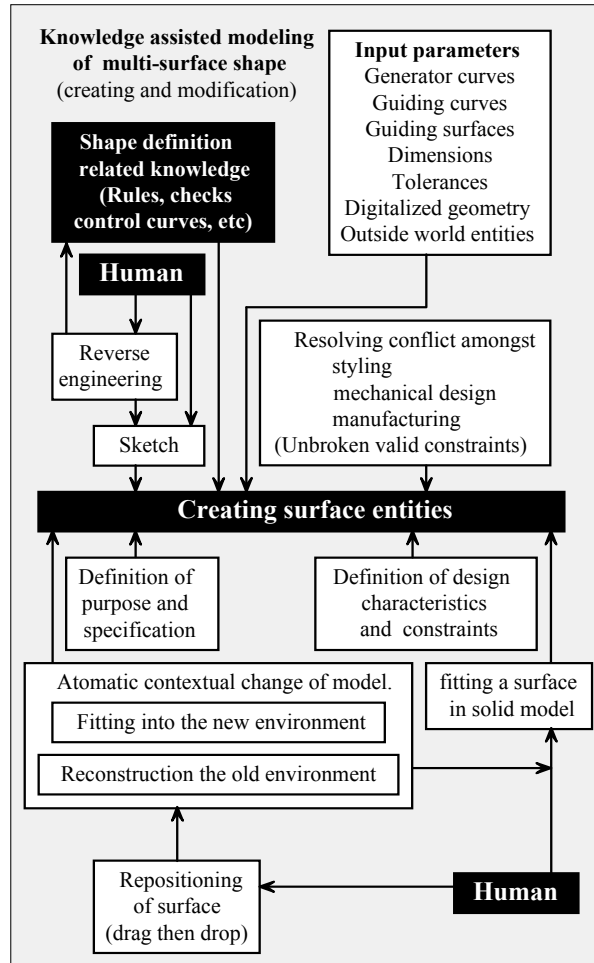 Knowledge assisted modeling
of multi-surface shape
(creating and modification)
Input parameters
Generator curves
Guiding curves
Guiding surfaces
Dimensions
Tolerances
Digitalized geometry
Outside world entities
Shape definition
related knowledge
(Rules, checks
control curves, etc)
Human
Reverse
engineering
Sketch
Resolving conflict amongst
styling
mechanical design
manufacturing
(Unbroken valid constraints)
Creating surface entities
Definition of
purpose and
specification
Definition of design
characteristics
and constraints
Atomatic contextual change of model.
Fitting into the new environment
Reconstruction the old environment
fitting a surface
in solid model
Repositioning
of surface
(drag then drop)
Human